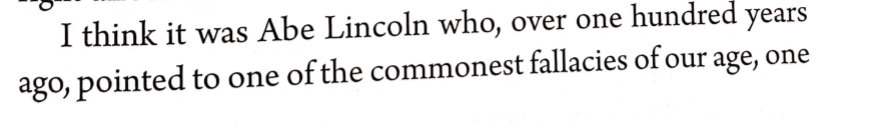 I think it was Abe Lincoln who, over one hundred years
ago, pointed to one of the commonest fallacies of our age, one